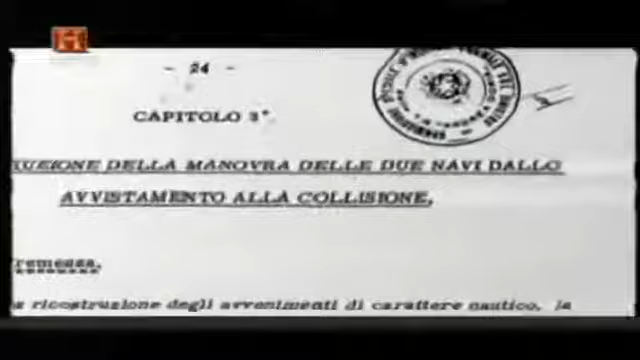 H
- 24 -
CAPITOLO 3°.
UZIONE DELLA MANOVRA DELLE DUE NAVI DALLO
AVVISTAMENTO ALLA COLLISIONE.
remessa.
a ricostruzione degli avvenimenti di carattere nautico, la